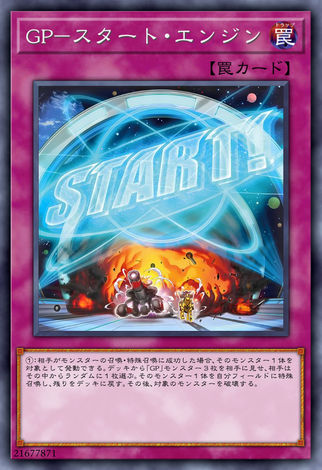 GP－スタート・エンジン
トラップ
罠
【罠カード】
START!
①：相手がモンスターの召喚・特殊召喚に成功した場合、そのモンスター１体を
対象として発動できる。デッキから「GP」モンスター３枚を相手に見せ、相手は
その中からランダムに１枚選ぶ。そのモンスター１体を自分フィールドに特殊
召喚し、残りをデッキに戻す。その後、対象のモンスターを破壊する。
21677871